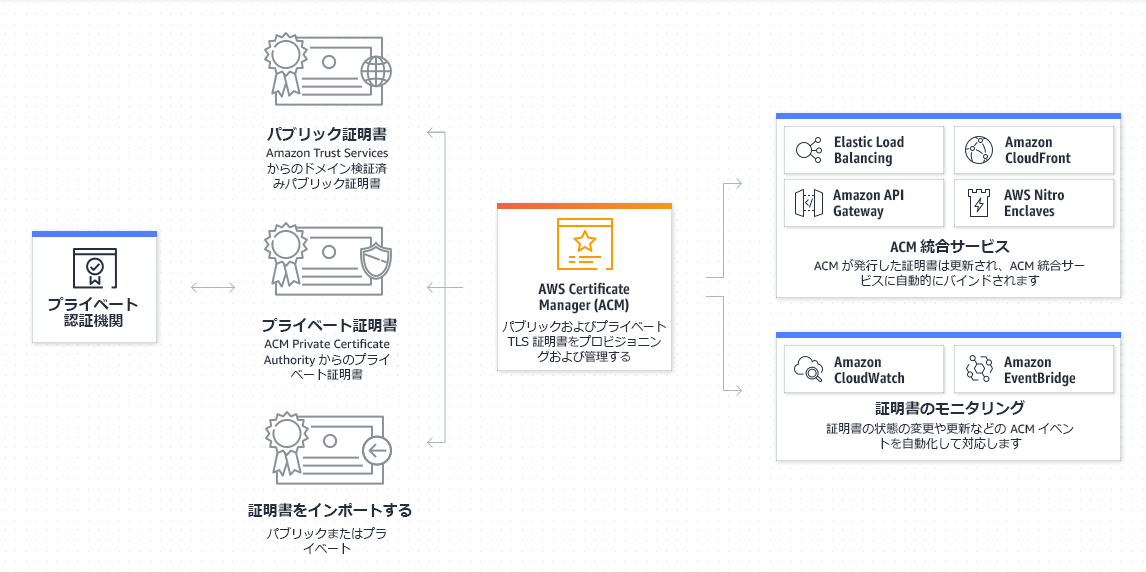 プライベート
認証機関
パブリック証明書
Amazon Trust Services
からのドメイン検証済
みパブリック証明書
プライベート証明書
ACM Private Certificate
Authority からのプライ
ベート証明書
証明書をインポートする
パブリックまたはプラ
イベート
AWS Certificate
Manager (ACM)
パブリックおよびプライベート
TLS 証明書をプロビジョニン
グおよび管理する
Elastic Load
Balancing
Amazon
CloudFront
Amazon API
Gateway
AWS Nitro
Enclaves
ACM 統合サービス
ACM が発行した証明書は更新され、ACM 統合サー
ビスに自動的にバインドされます
Amazon
CloudWatch
Amazon
EventBridge
証明書のモニタリング
証明書の状態の変更や更新などの ACM イベン
トを自動化して対応します